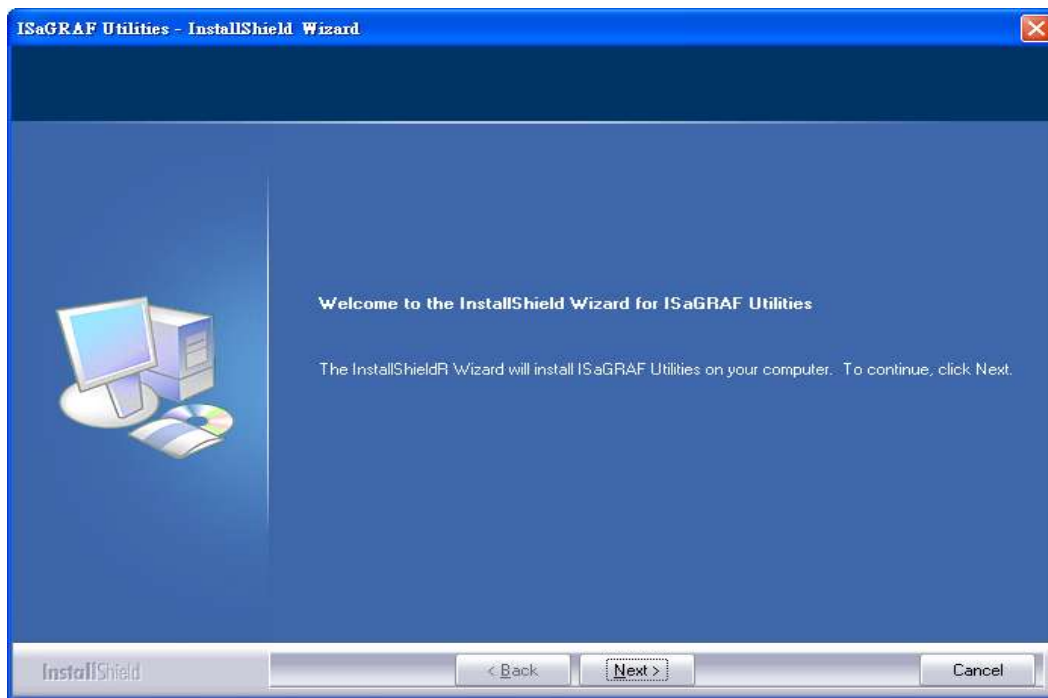 ISaGRAF Utilities - InstallShield Wizard
Welcome to the InstallShield Wizard for ISaGRAF Utilities
The InstallShieldR Wizard will install ISaGRAF Utilities on your computer. To continue, click Next.
InstallShield
< Back
Next >
Cancel